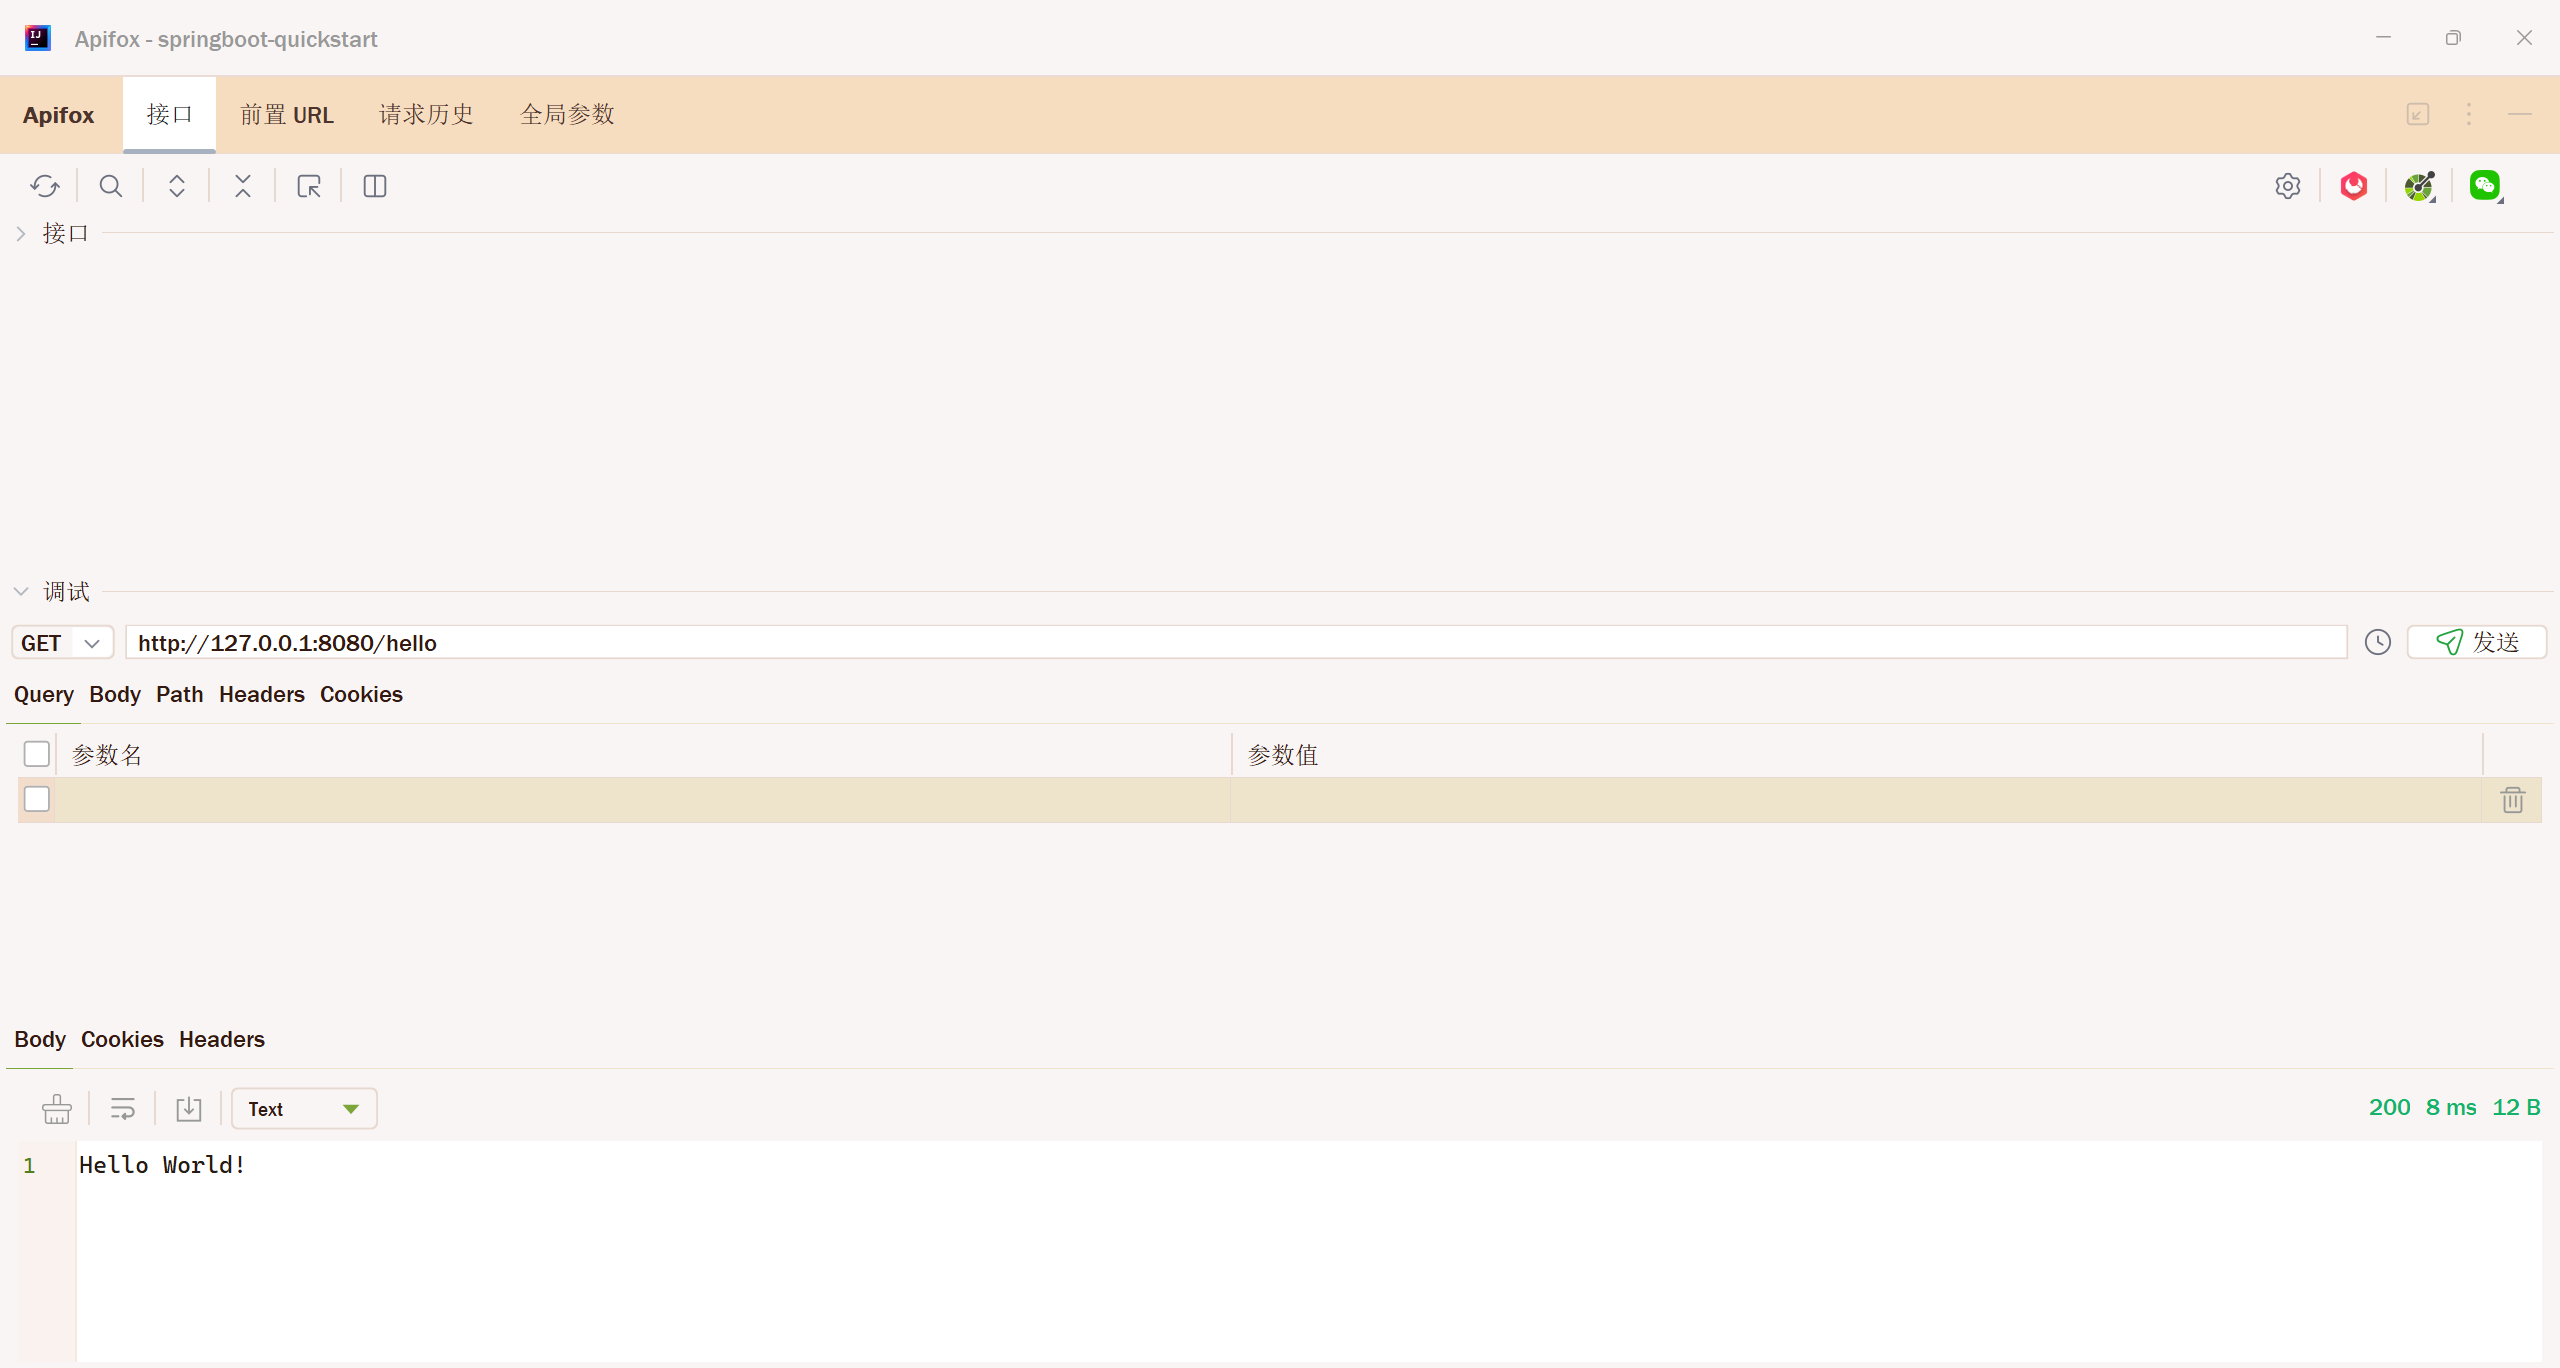 Apifox - springboot-quickstart
Apifox 接口 前置 URL 请求历史 全局参数
接口
调试
GET http://127.0.0.1:8080/hello 发送
Query Body Path Headers Cookies
参数名 参数值
Body Cookies Headers
Text 200 8 ms 12 B
1 Hello World!